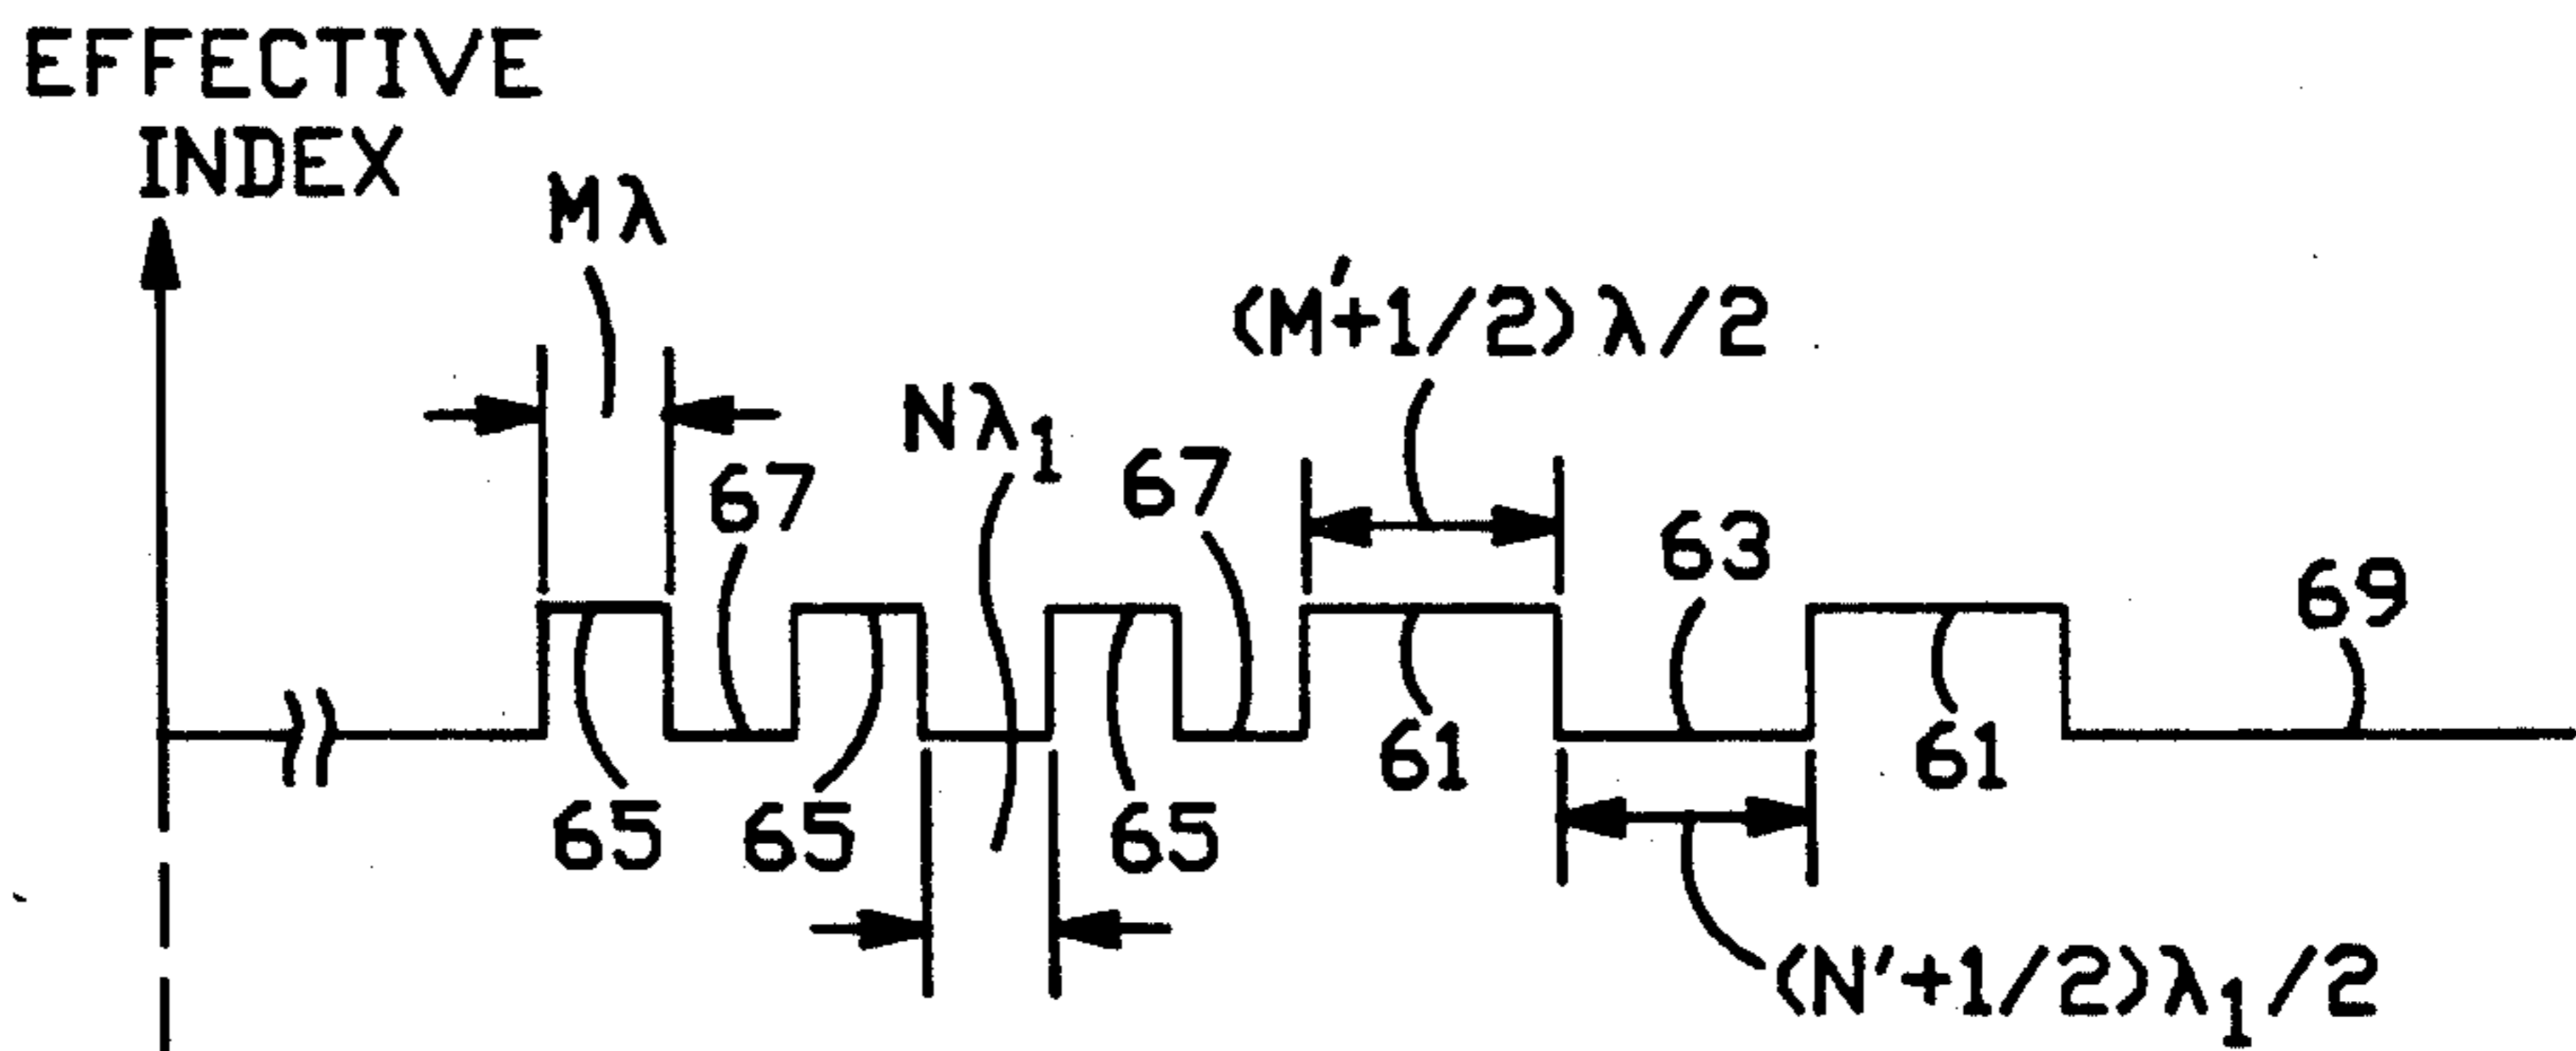 EFFECTIVE
INDEX
Mλ
(M'+1/2)λ/2
Nλ₁
67
67
63
69
61
61
65
65
65
(N'+1/2)λ₁/2